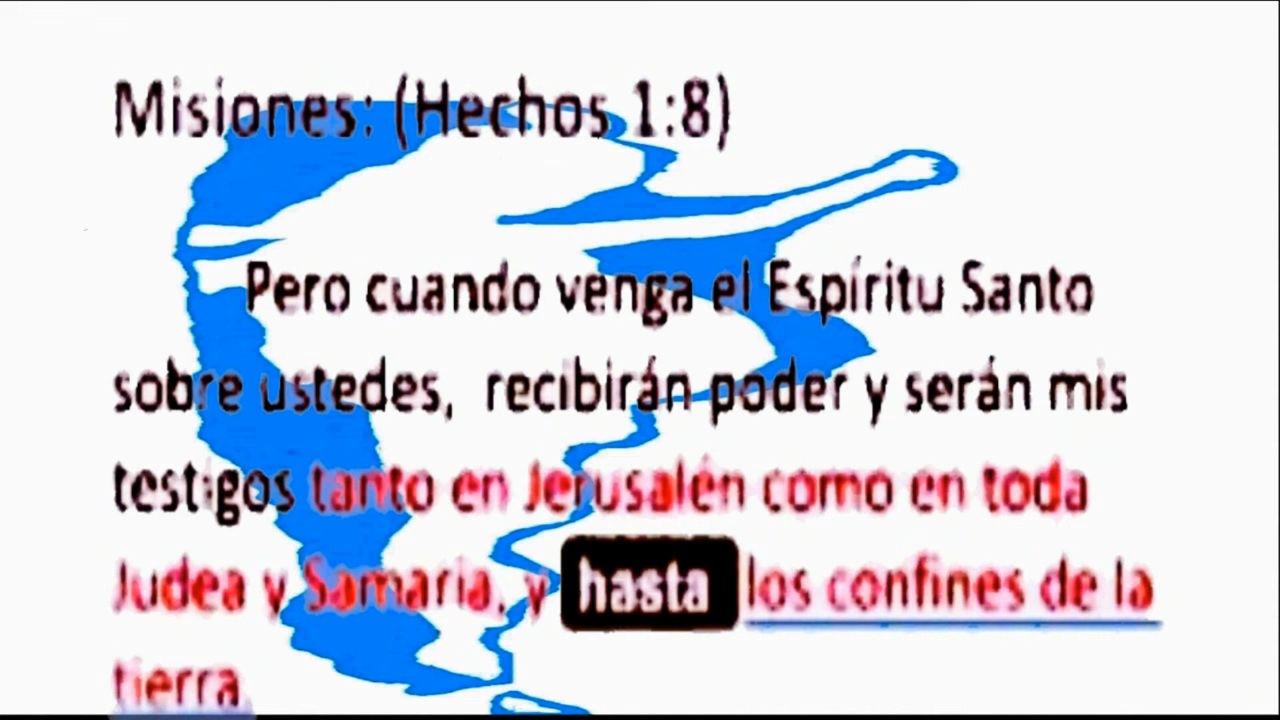 Misiones: (Hechos 1:8)
Pero cuando venga el Espíritu Santo
sobre ustedes, recibirán poder y serán mis
testigos tanto en Jerusalén como en toda
Judea y Samaria, y hasta los confines de la
tierra